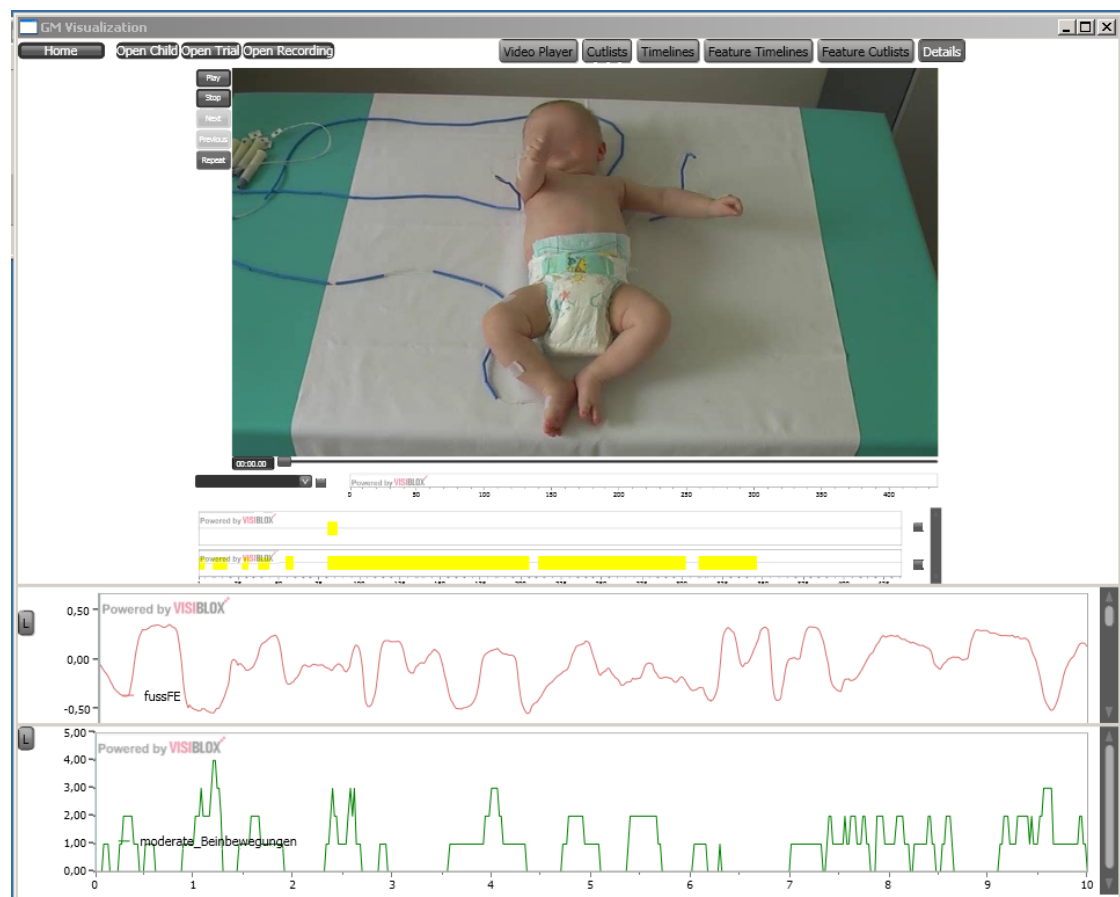 GM Visualization
Home Open Child Open Trial Open Recording Video Player Cutlists Timelines Feature Timelines Feature Cutlists Details
Play
Stop
Next
Previous
Repeat
00:00.00
Powered by VISIBLOX
0 50 100 150 200 250 300 350 400
Powered by VISIBLOX
Powered by VISIBLOX
L
Powered by VISIBLOX
0,50
0,00
-0,50
fussFE
L
Powered by VISIBLOX
5,00
4,00
3,00
2,00
1,00
0,00
moderate_Beinbewegungen
0 1 2 3 4 5 6 7 8 9 10